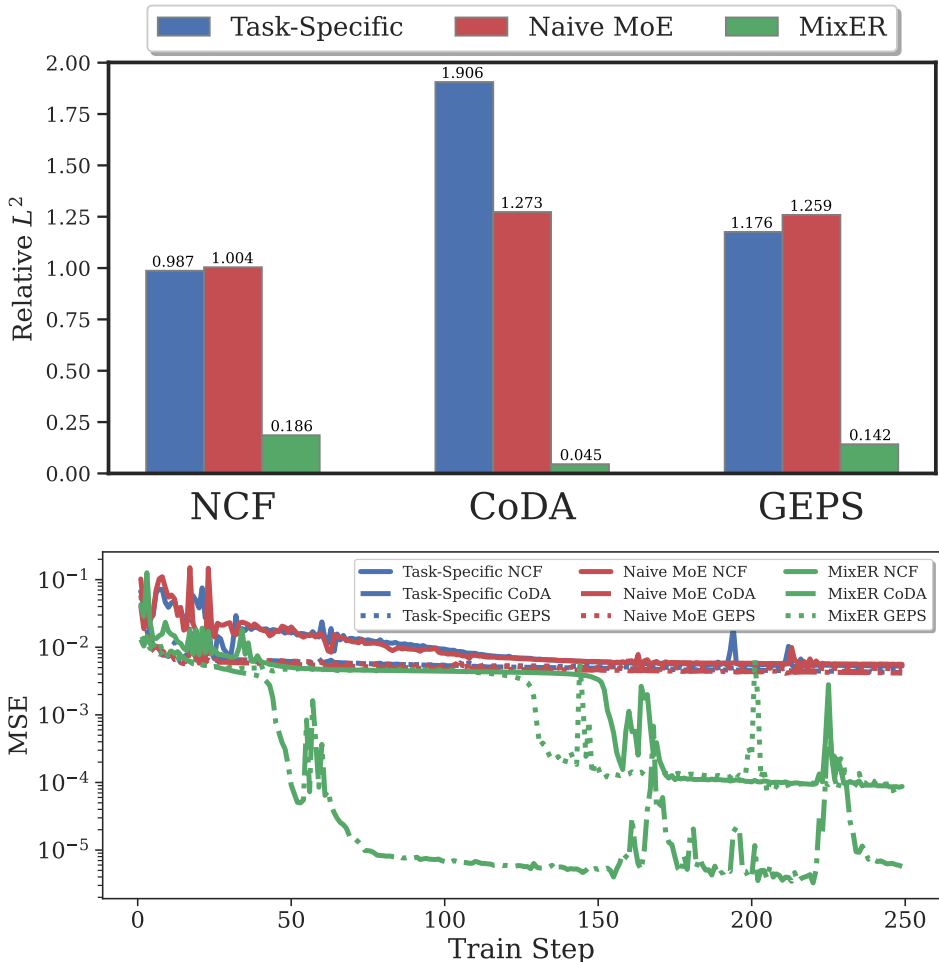 Task-Specific Naive MoE MixER
2.00
1.75
1.50
1.25
1.00
0.75
0.50
0.25
0.00
Relative L²
0.987 1.004 0.186
1.906 1.273 0.045
1.176 1.259 0.142
NCF CoDA GEPS
Task-Specific NCF Naive MoE NCF MixER NCF
Task-Specific CoDA Naive MoE CoDA MixER CoDA
Task-Specific GEPS Naive MoE GEPS MixER GEPS
10⁻¹
10⁻²
10⁻³
10⁻⁴
10⁻⁵
MSE
0 50 100 150 200 250
Train Step